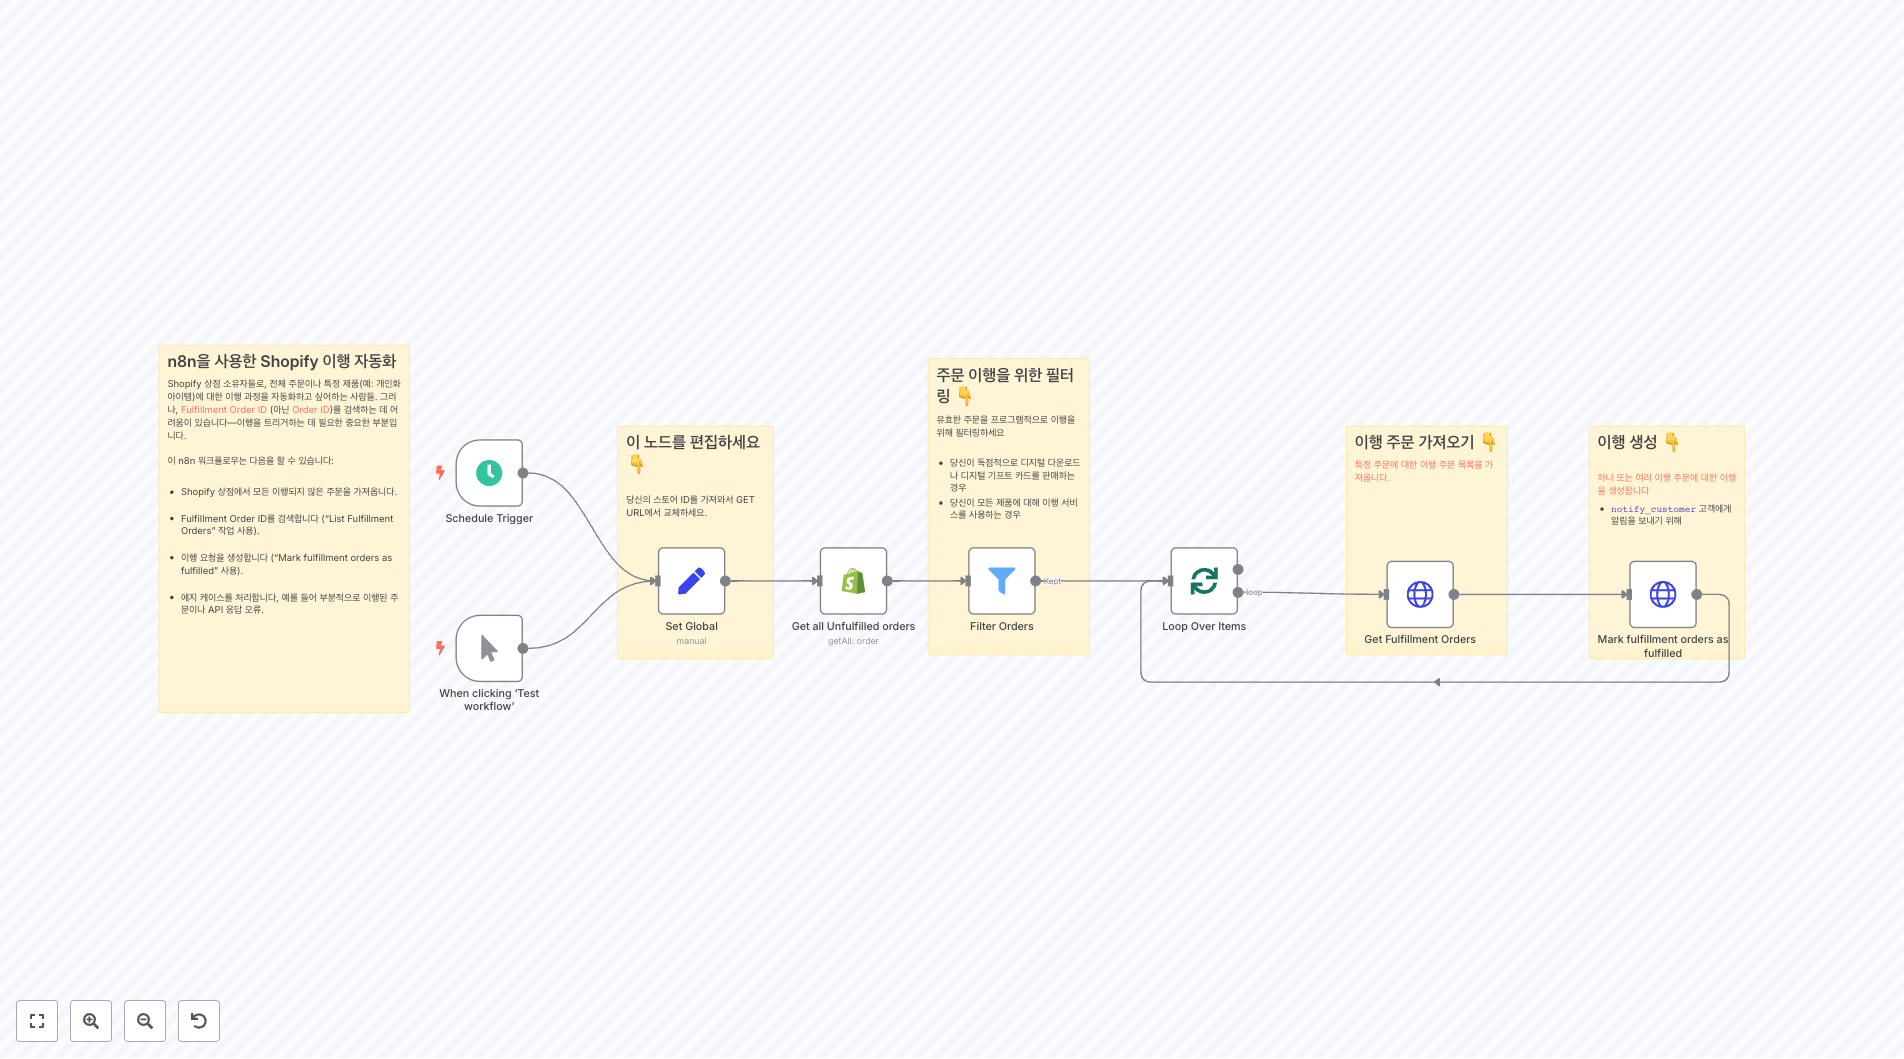 n8n을 사용한 Shopify 이행 자동화
Shopify 상점 소유자들로, 전체 주문이나 특정 제품(예: 개인화
아이템)에 대한 이행 과정을 자동화하고 싶어하는 사람들. 그러
나, Fulfillment Order ID (아닌 Order ID)를 검색하는 데 어
려움이 있습니다—이행을 트리거하는 데 필요한 중요한 부분입
니다.
이 n8n 워크플로우는 다음을 할 수 있습니다:
• Shopify 상점에서 모든 이행되지 않은 주문을 가져옵니다.
• Fulfillment Order ID를 검색합니다 (“List Fulfillment
Orders” 작업 사용).
• 이행 요청을 생성합니다 (“Mark fulfillment orders as
fulfilled” 사용).
• 에지 케이스를 처리합니다, 예를 들어 부분적으로 이행된 주
문이나 API 응답 오류.
Schedule Trigger
When clicking ‘Test
workflow’
이 노드를 편집하세요
👇
당신의 스토어 ID를 가져와서 GET
URL에서 교체하세요.
Set Global
manual
Get all Unfulfilled orders
getAll: order
주문 이행을 위한 필터
링 👇
유효한 주문을 프로그램적으로 이행을
위해 필터링하세요
• 당신이 독점적으로 디지털 다운로드
나 디지털 기프트 카드를 판매하는
경우
• 당신이 모든 제품에 대해 이행 서비
스를 사용하는 경우
Filter Orders
Kept
Loop Over Items
loop
이행 주문 가져오기 👇
특정 주문에 대한 이행 주문 목록을 가
져옵니다.
Get Fulfillment Orders
이행 생성 👇
하나 또는 여러 이행 주문에 대한 이행
을 생성합니다
• notify_customer 고객에게
알림을 보내기 위해
Mark fulfillment orders as
fulfilled